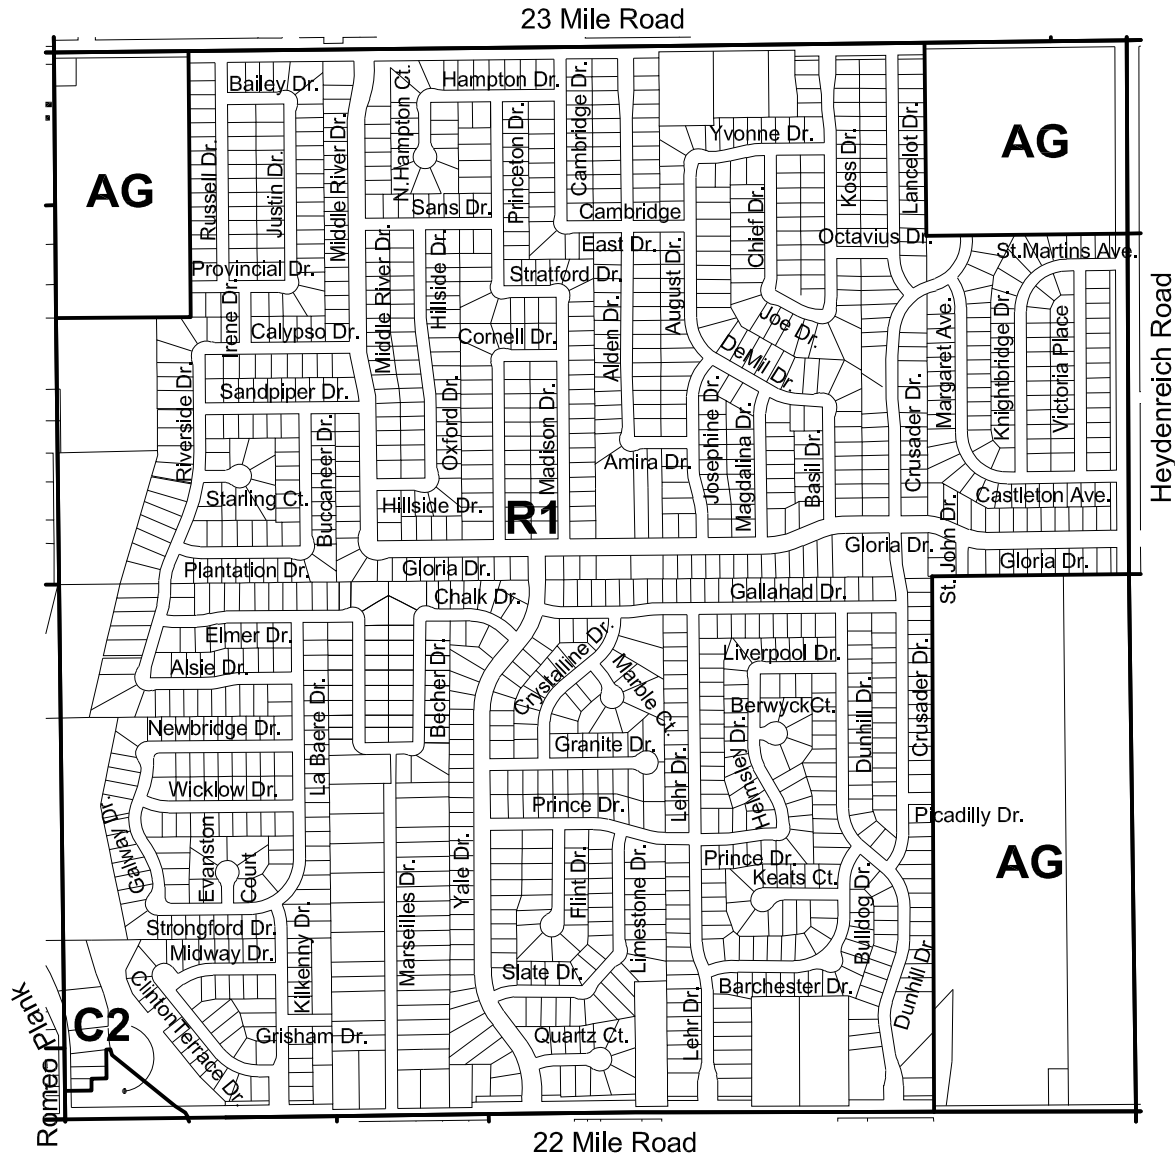 23 Mile Road
Bailey Dr.
Hampton Dr.
N.Hampton Ct.
Cambridge Dr.
Yvonne Dr.
Koss Dr.
Lancelot Dr.
AG
AG
Russell Dr.
Justin Dr.
Middle River Dr.
Princeton Dr.
Sans Dr.
Cambridge
East Dr.
Chief Dr.
Octavius Dr.
St.Martins Ave.
Provincial Dr.
Middle River Dr.
Hillside Dr.
Stratford Dr.
August Dr.
Irene Dr.
Calypso Dr.
Cornell Dr.
Alden Dr.
Joe Dr.
DeMil Dr.
Margaret Ave.
Knightbridge Dr.
Victoria Place
Heydenreich Road
Riverside Dr.
Sandpiper Dr.
Oxford Dr.
Madison Dr.
Josephine Dr.
Magdalina Dr.
Basil Dr.
Crusader Dr.
Buccaneer Dr.
Amira Dr.
Starling Ct.
Hillside Dr.
R1
Castleton Ave.
Plantation Dr.
Gloria Dr.
Gloria Dr.
St. John Dr.
Gloria Dr.
Chalk Dr.
Gallahad Dr.
Elmer Dr.
Alsie Dr.
Becher Dr.
Crystalline Dr.
Marble Ct.
Liverpool Dr.
Crusader Dr.
La Baere Dr.
Berwyck Ct.
Dunhill Dr.
Newbridge Dr.
Granite Dr.
Helmsley Dr.
Lehr Dr.
Wicklow Dr.
Prince Dr.
Picadilly Dr.
Galway Dr.
Evanston
Court
Marseilles Dr.
Yale Dr.
Flint Dr.
Limestone Dr.
Prince Dr.
Keats Ct.
Bulldog Dr.
AG
Strongford Dr.
Midway Dr.
Kilkenny Dr.
Slate Dr.
Barchester Dr.
Dunhill Dr
Clinton Terrace Dr
Grisham Dr.
Quartz Ct.
Lehr Dr.
C2
Romeo Plank
22 Mile Road